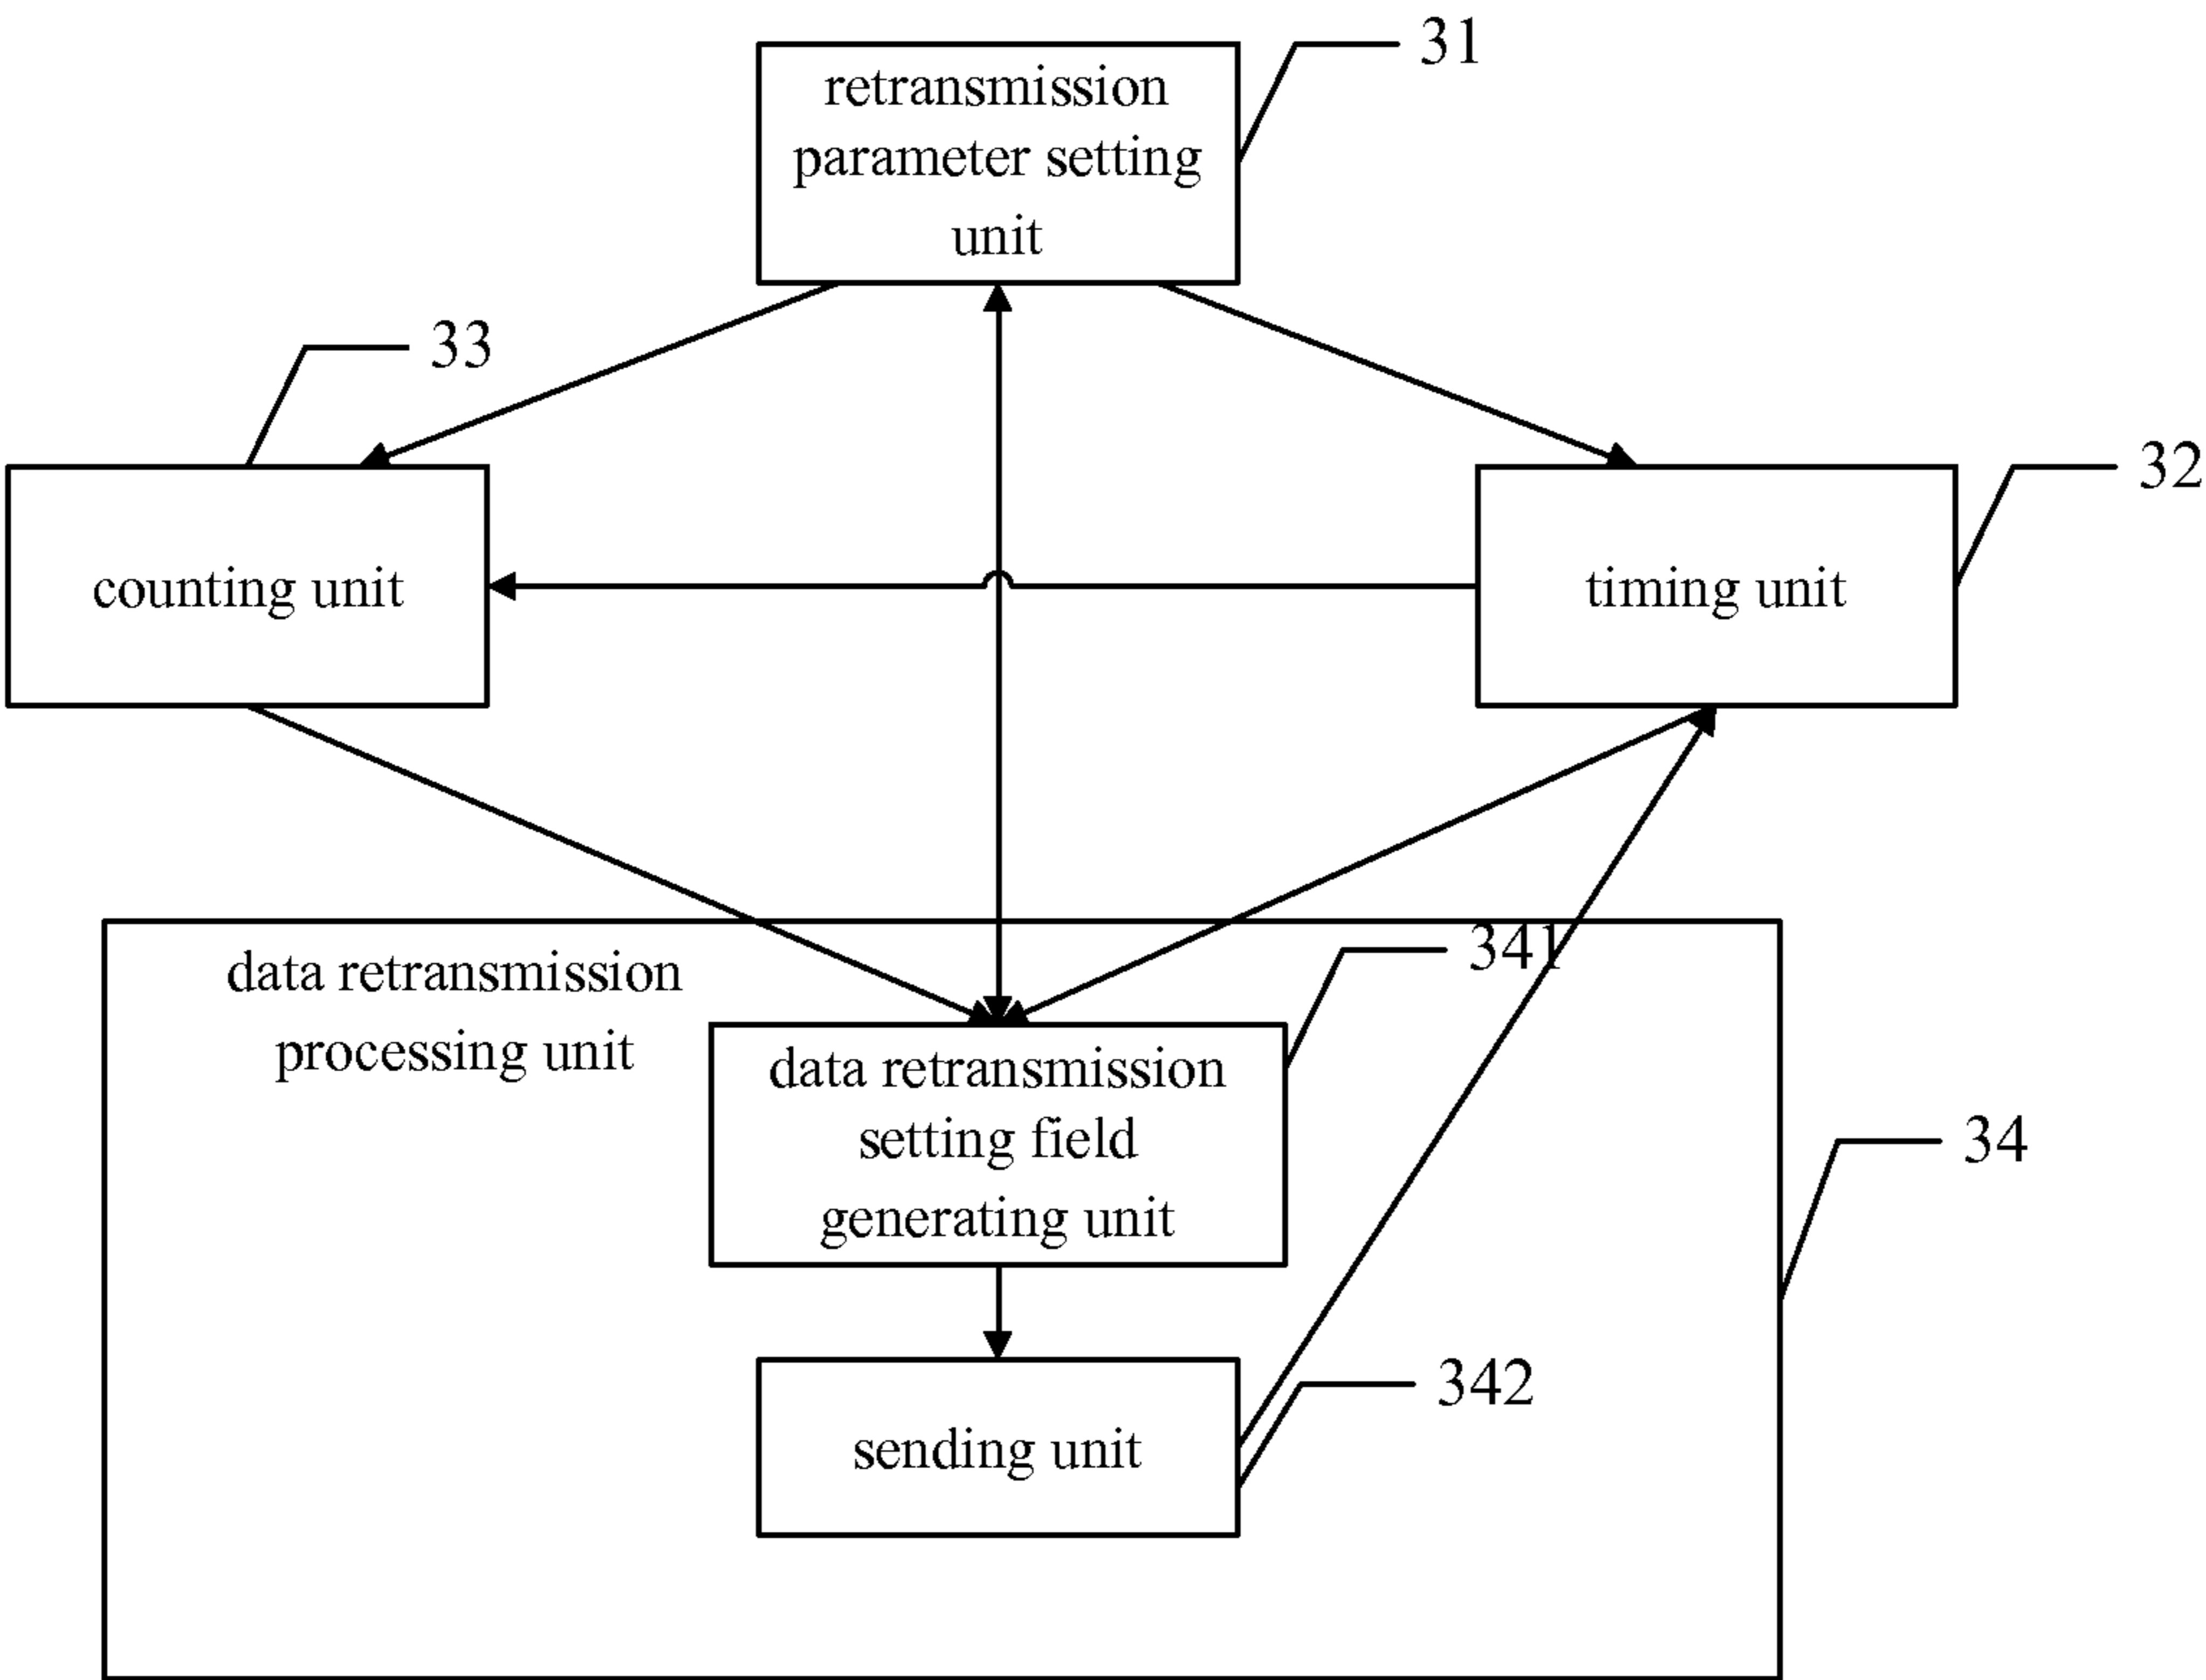 31
retransmission
parameter setting
unit
33
32
counting unit
timing unit
341
data retransmission
processing unit
data retransmission
setting field
generating unit
34
342
sending unit